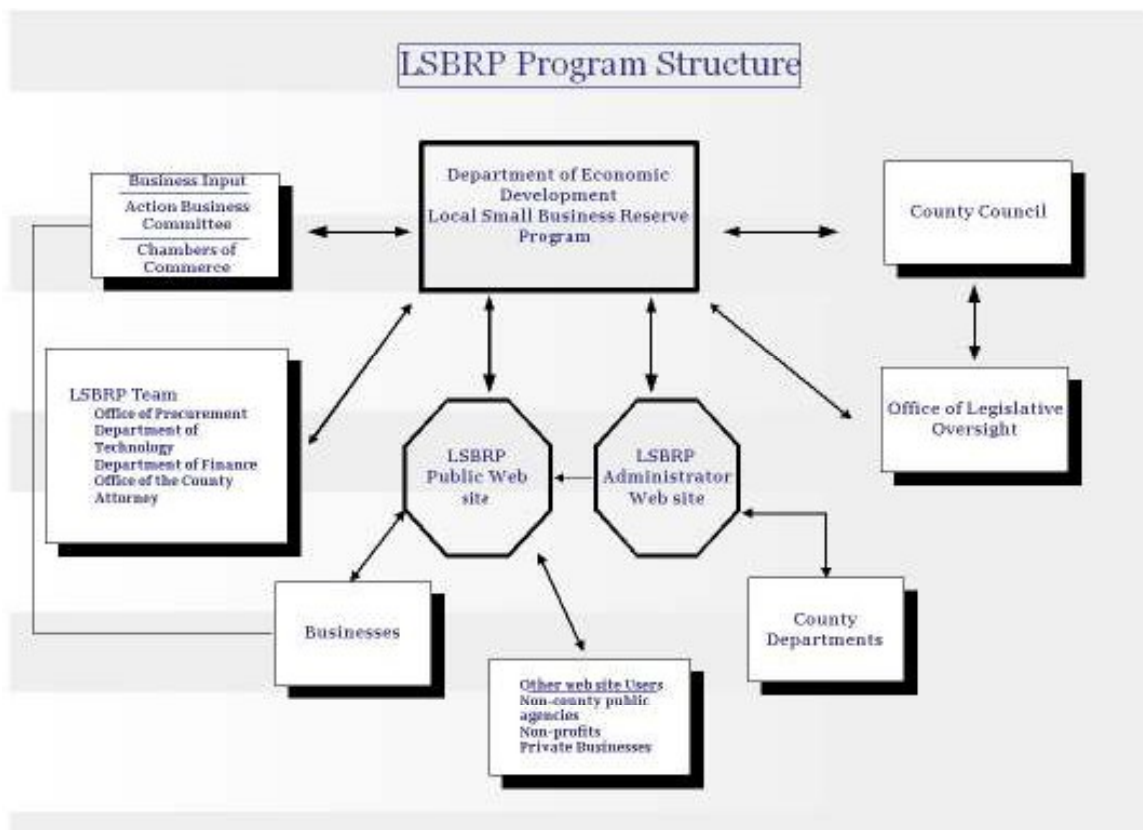 LSBRP Program Structure
Business Input
Action Business
Committee
Chambers of
Commerce
Department of Economic
Development
Local Small Business Reserve
Program
County Council
LSBRP Team
Office of Procurement
Department of
Technology
Department of Finance
Office of the County
Attorney
LSBRP
Public Web
site
LSBRP
Administrator
Web site
Office of Legislative
Oversight
Businesses
Other web site Users
Non-county public
agencies
Non-profits
Private Businesses
County
Departments